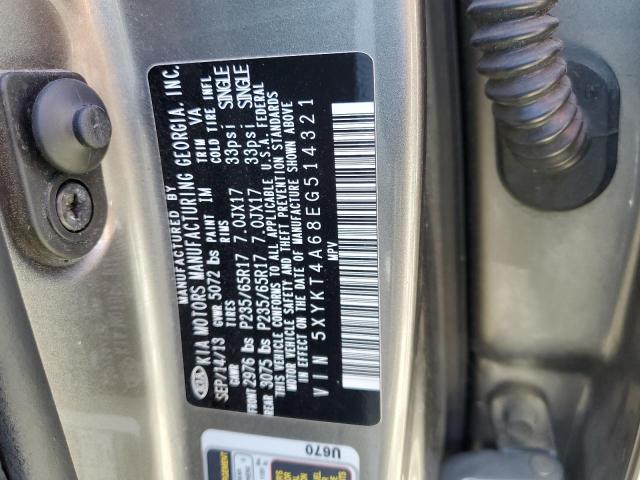 MANUFACTURED BY
KIA KIA MOTORS MANUFACTURING GEORGIA, INC.
SEP/14/13 GVWR 5072 lbs PAINT IM TRIM VA
GAWR TIRES RIMS COLD TIRE INFL
FRONT 2976 lbs P235/65R17 7.0JX17 33psi SINGLE
REAR 3075 lbs P235/65R17 7.0JX17 33psi SINGLE
THIS VEHICLE CONFORMS TO ALL APPLICABLE U.S.A FEDERAL
MOTOR VEHICLE SAFETY AND THEFT PREVENTION STANDARDS
IN EFFECT ON THE DATE OF MANUFACTURE SHOWN ABOVE
VIN 5XYKT4A68EG514321
MPV
U670